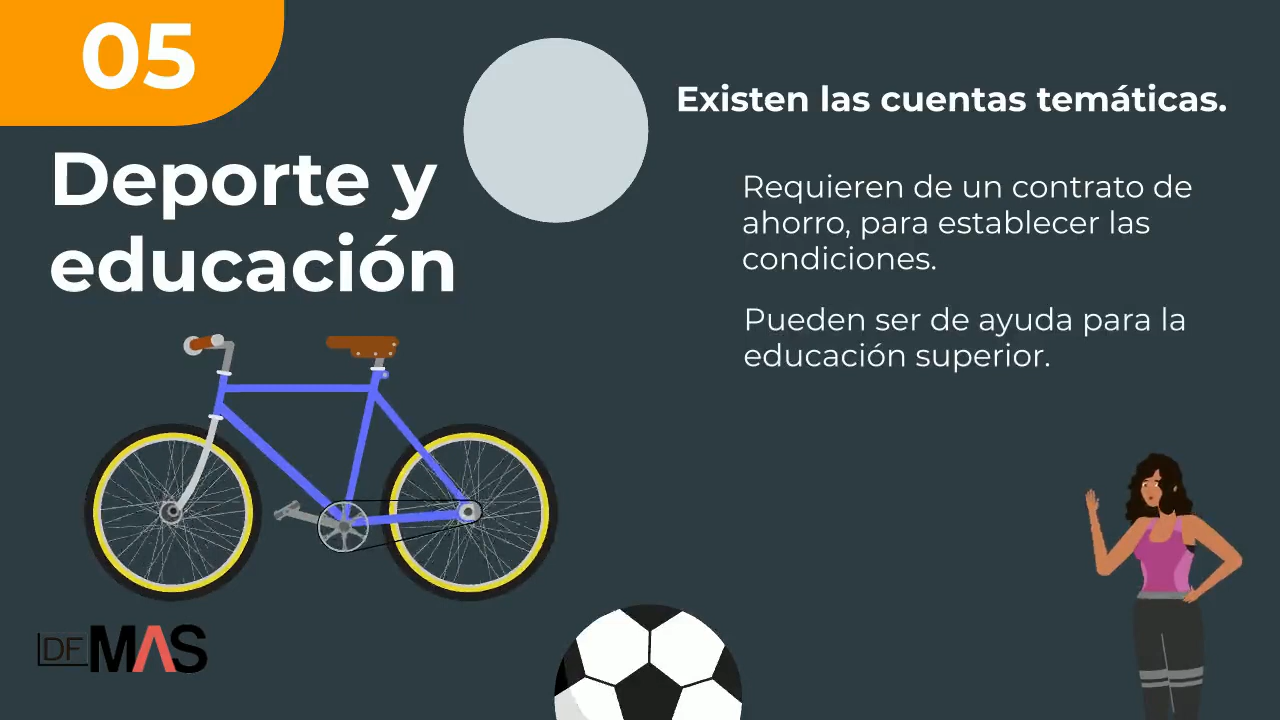 05
Deporte y
educación
Existen las cuentas temáticas.
Requieren de un contrato de
ahorro, para establecer las
condiciones.
Pueden ser de ayuda para la
educación superior.
DF MAS